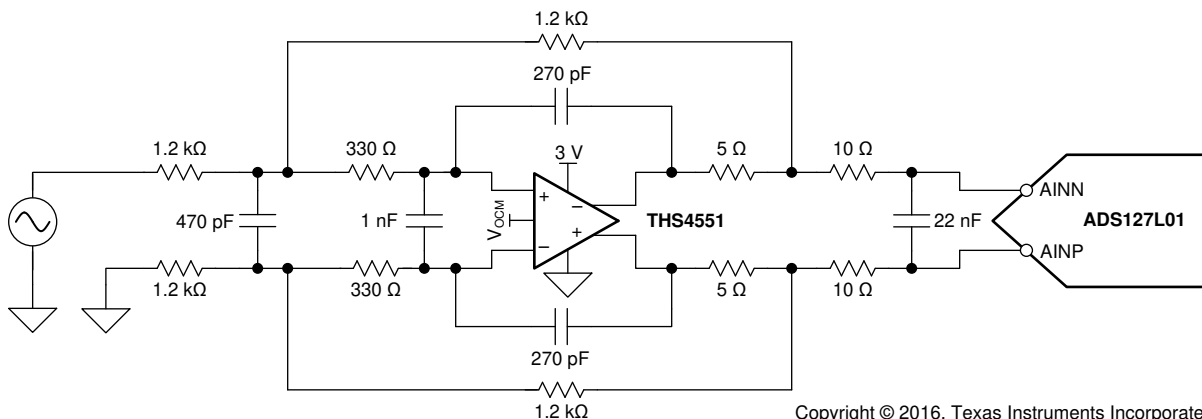 1.2 kΩ
270 pF
1.2 kΩ
330 Ω
3 V
5 Ω
10 Ω
470 pF
1 nF
VOCM
+
−
−
+
THS4551
22 nF
AINN
AINP
ADS127L01
1.2 kΩ
330 Ω
5 Ω
10 Ω
270 pF
1.2 kΩ
Copyright © 2016, Texas Instruments Incorporate